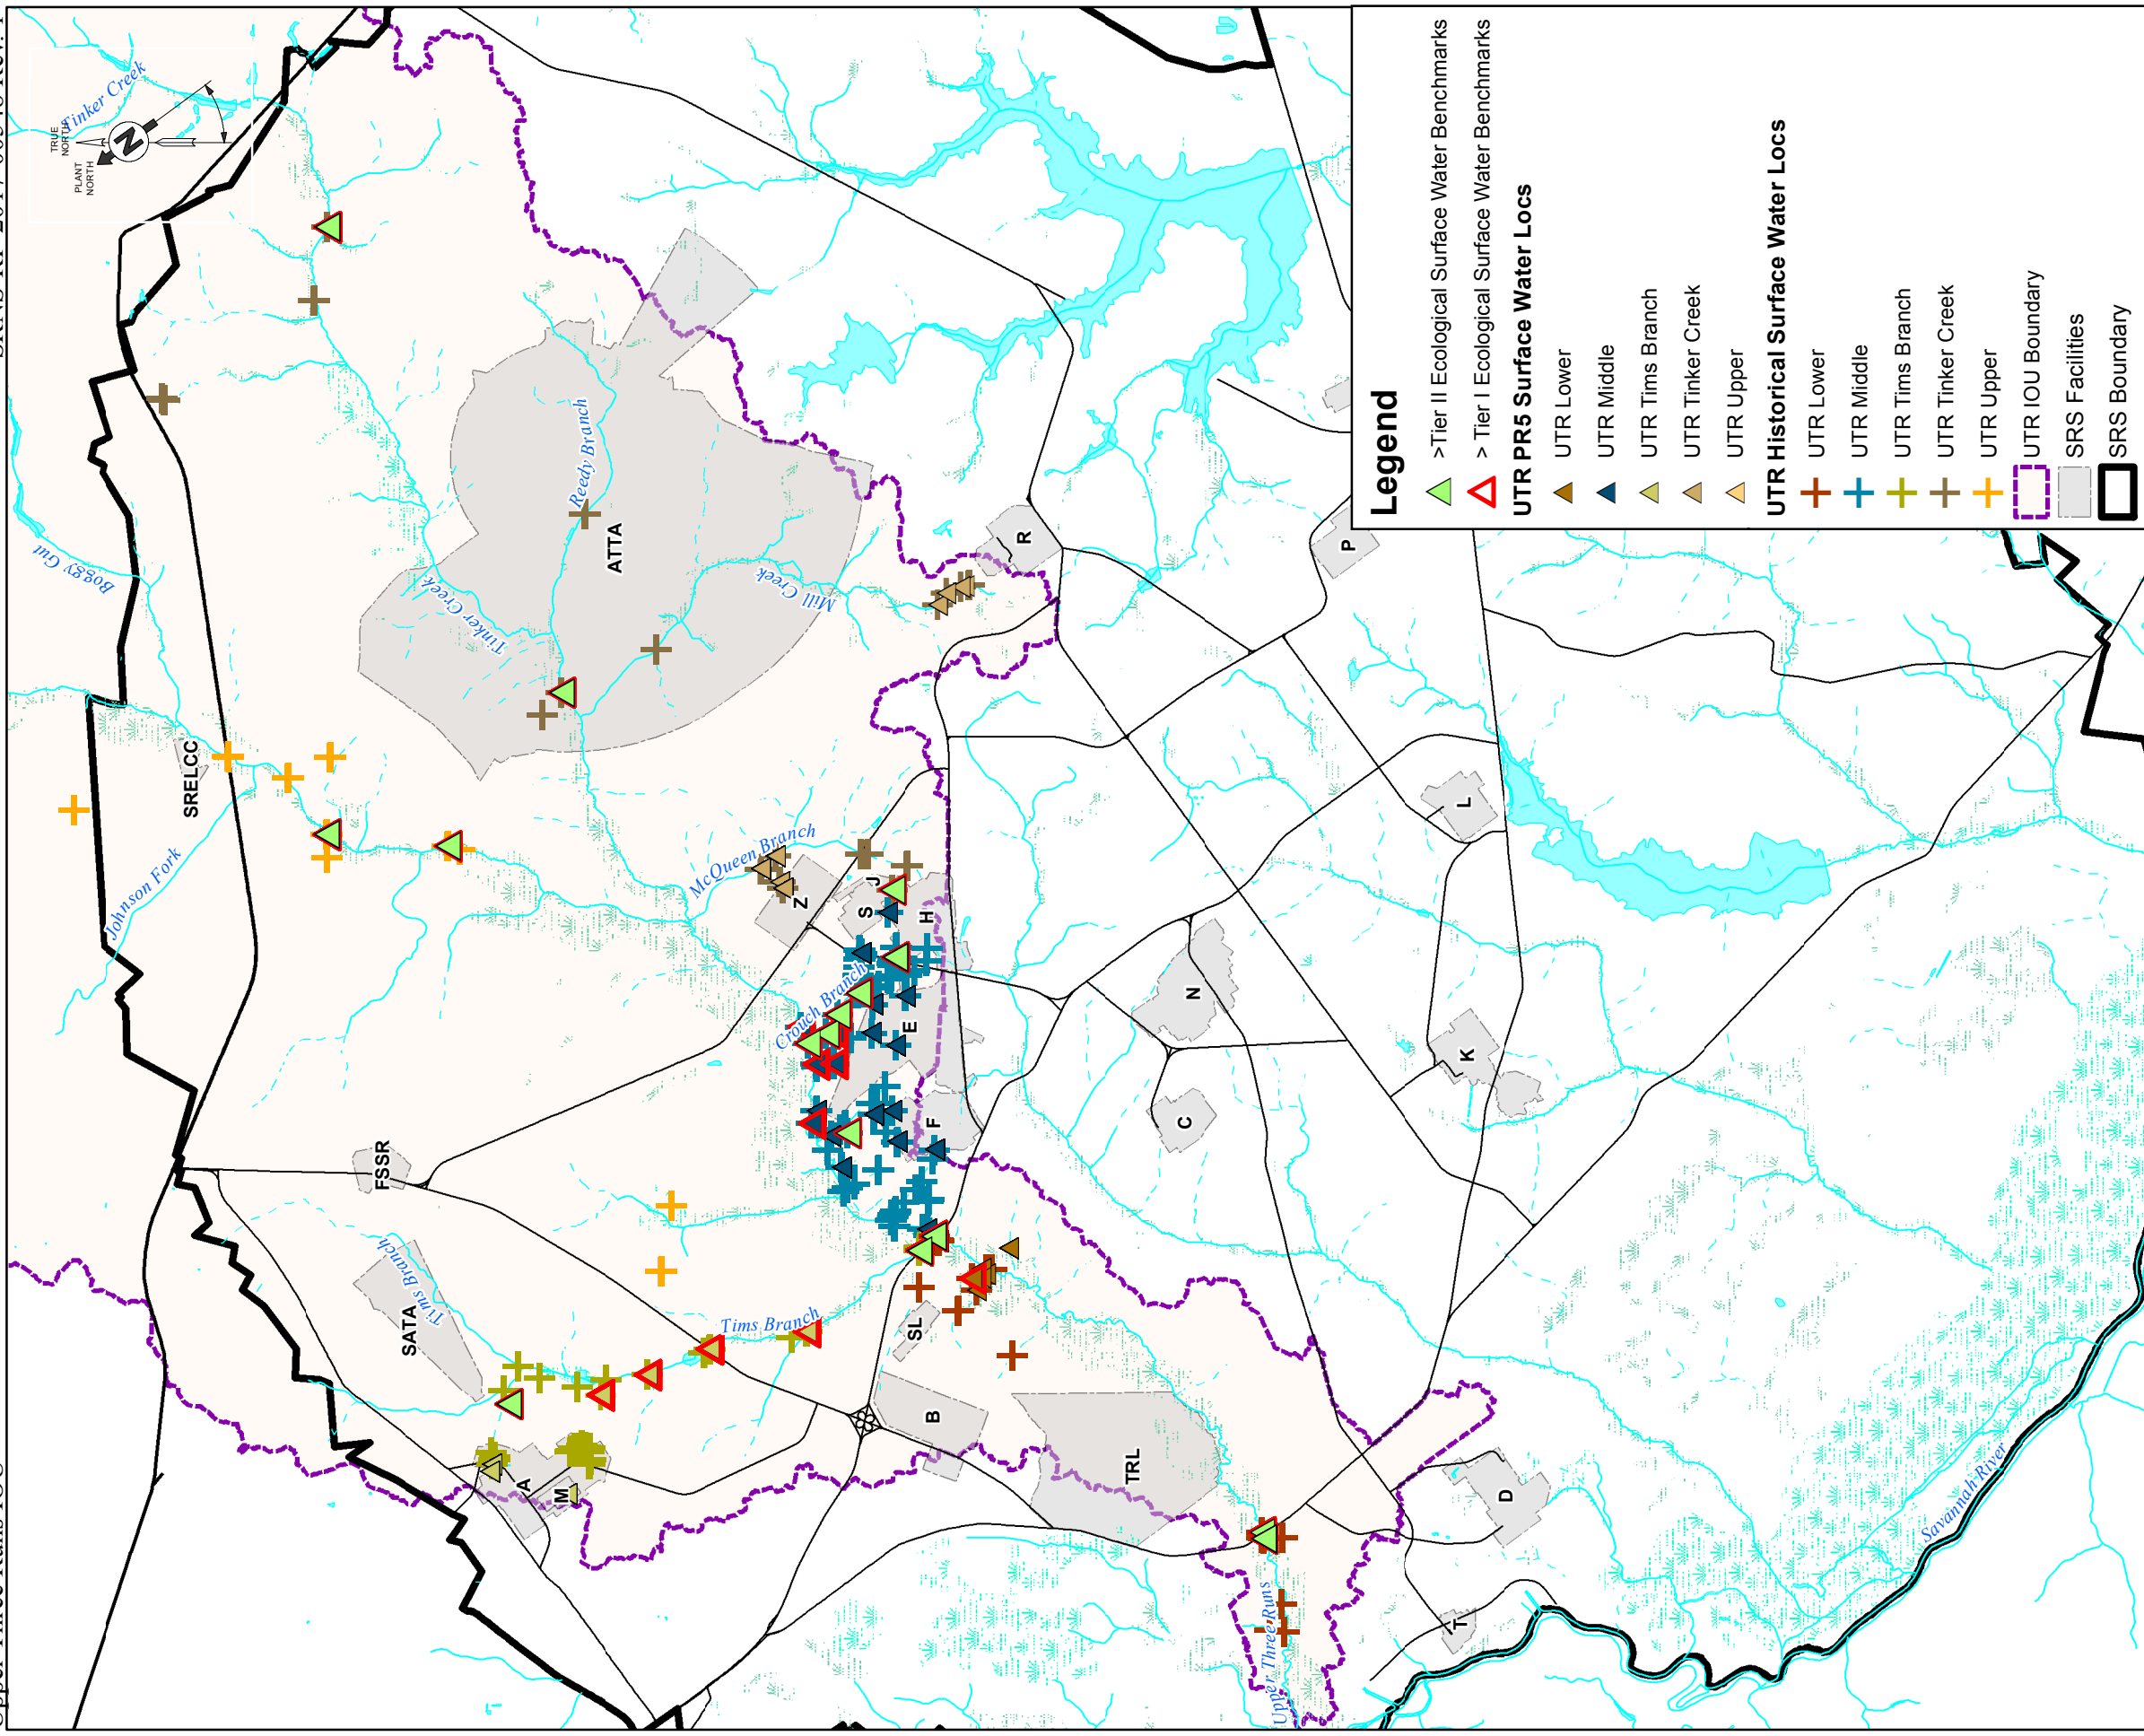 Tinker Creek
TRUE
NORTH
PLANT
NORTH
N
Boggy Gut
Reedy Branch
ATTA
Tinker Creek
Mill Creek
R
P
SRELCC
Johnson Fork
McQueen Branch
Z
S
J
H
L
Crouch Branch
E
N
K
F
C
FSSR
Tims Branch
SATA
Tims Branch
SL
B
A
M
TRL
D
T
Savannah River
Upper Three Runs
Legend
>Tier II Ecological Surface Water Benchmarks
> Tier I Ecological Surface Water Benchmarks
UTR PR5 Surface Water Locs
UTR Lower
UTR Middle
UTR Tims Branch
UTR Tinker Creek
UTR Upper
UTR Historical Surface Water Locs
UTR Lower
UTR Middle
UTR Tims Branch
UTR Tinker Creek
UTR Upper
UTR IOU Boundary
SRS Facilities
SRS Boundary